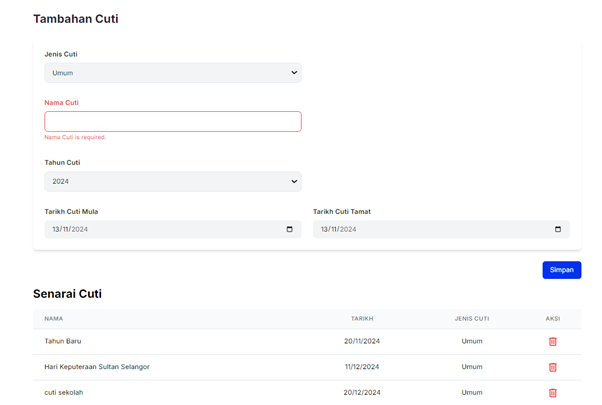 Tambahan Cuti
Jenis Cuti
Umum
Nama Cuti
Nama Cuti is required.
Tahun Cuti
2024
Tarikh Cuti Mula Tarikh Cuti Tamat
13/11/2024 13/11/2024
Simpan
Senarai Cuti
NAMA TARIKH JENIS CUTI AKSI
Tahun Baru 20/11/2024 Umum
Hari Keputeraan Sultan Selangor 11/12/2024 Umum
cuti sekolah 20/12/2024 Umum